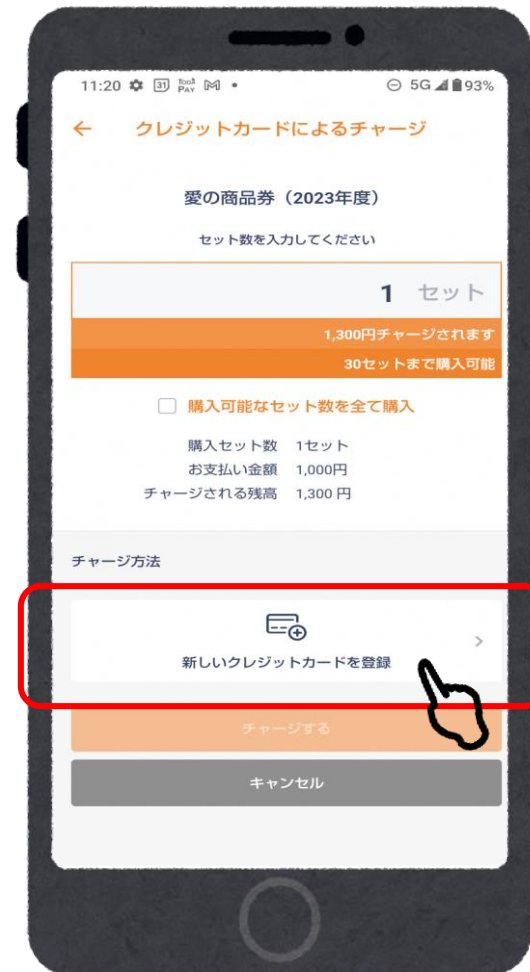 11:20 31 Tooら PAY M • 5G 93%
← クレジットカードによるチャージ
愛の商品券（2023年度）
セット数を入力してください
1 セット
1,300円チャージされます
30セットまで購入可能
購入可能なセット数を全て購入
購入セット数 1セット
お支払い金額 1,000円
チャージされる残高 1,300 円
チャージ方法
新しいクレジットカードを登録 >
チャージする
キャンセル